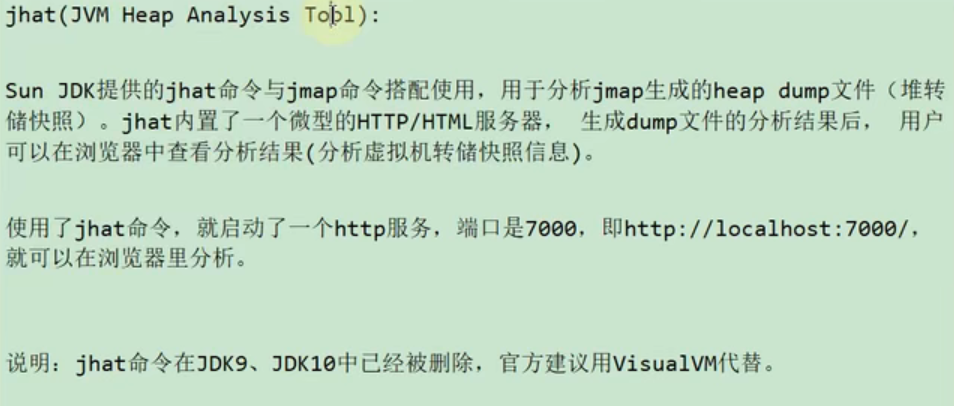 jhat(JVM Heap Analysis Tool):
Sun JDK提供的jhat命令与jmap命令搭配使用，用于分析jmap生成的heap dump文件（堆转
储快照）。jhat内置了一个微型的HTTP/HTML服务器， 生成dump文件的分析结果后， 用户
可以在浏览器中查看分析结果(分析虚拟机转储快照信息)。
使用了jhat命令，就启动了一个http服务，端口是7000，即http://localhost:7000/，
就可以在浏览器里分析。
说明：jhat命令在JDK9、JDK10中已经被删除，官方建议用VisualVM代替。